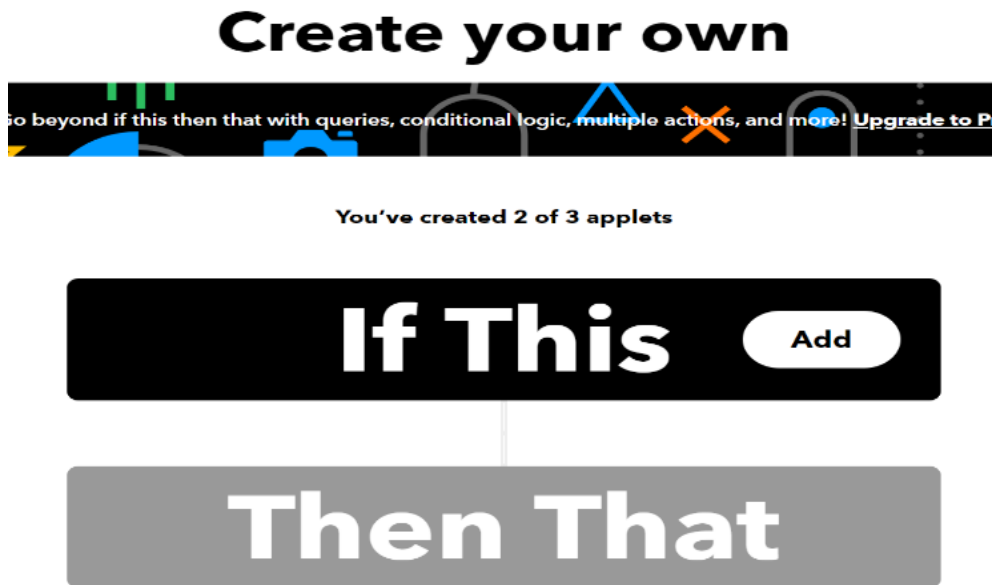 Create your own
Go beyond if this then that with queries, conditional logic, multiple actions, and more! Upgrade to
You've created 2 of 3 applets
If This
Add
Then That